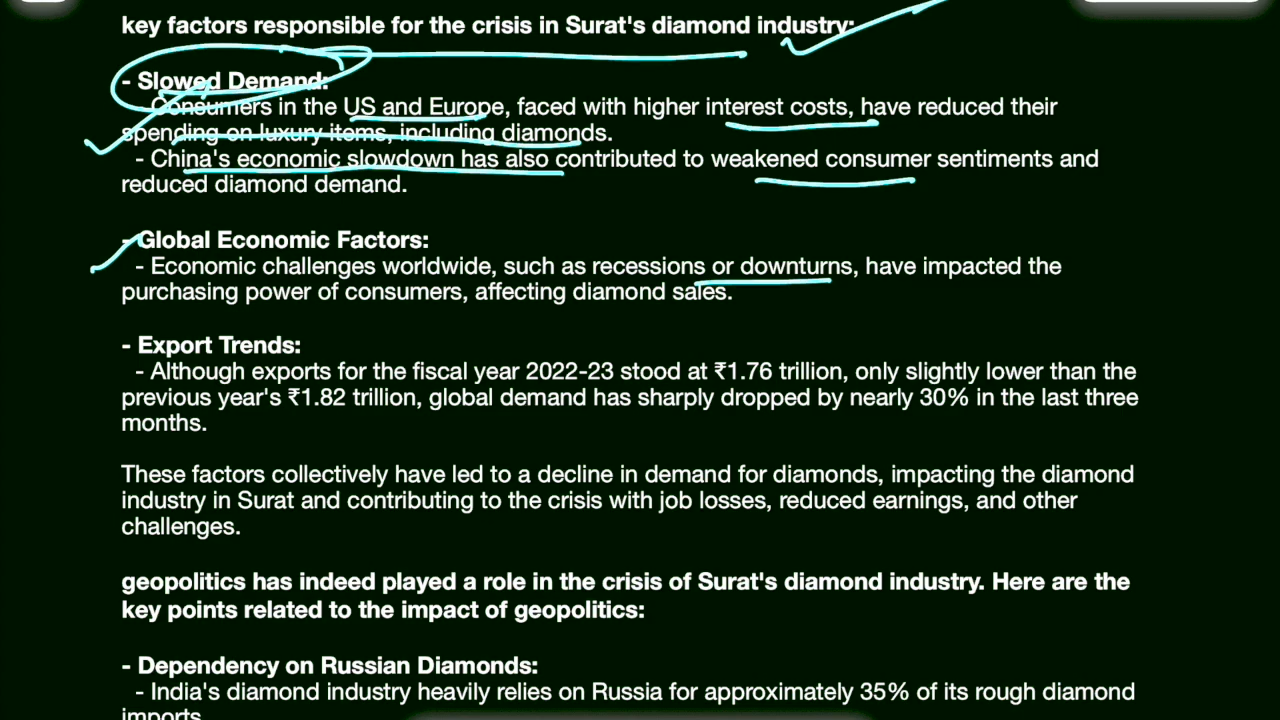 key factors responsible for the crisis in Surat's diamond industry:
- Slowed Demand:
- Consumers in the US and Europe, faced with higher interest costs, have reduced their
spending on luxury items, including diamonds.
- China's economic slowdown has also contributed to weakened consumer sentiments and
reduced diamond demand.
- Global Economic Factors:
- Economic challenges worldwide, such as recessions or downturns, have impacted the
purchasing power of consumers, affecting diamond sales.
- Export Trends:
- Although exports for the fiscal year 2022-23 stood at ₹1.76 trillion, only slightly lower than the
previous year's ₹1.82 trillion, global demand has sharply dropped by nearly 30% in the last three
months.
These factors collectively have led to a decline in demand for diamonds, impacting the diamond
industry in Surat and contributing to the crisis with job losses, reduced earnings, and other
challenges.
geopolitics has indeed played a role in the crisis of Surat's diamond industry. Here are the
key points related to the impact of geopolitics:
- Dependency on Russian Diamonds:
- India's diamond industry heavily relies on Russia for approximately 35% of its rough diamond
imports.